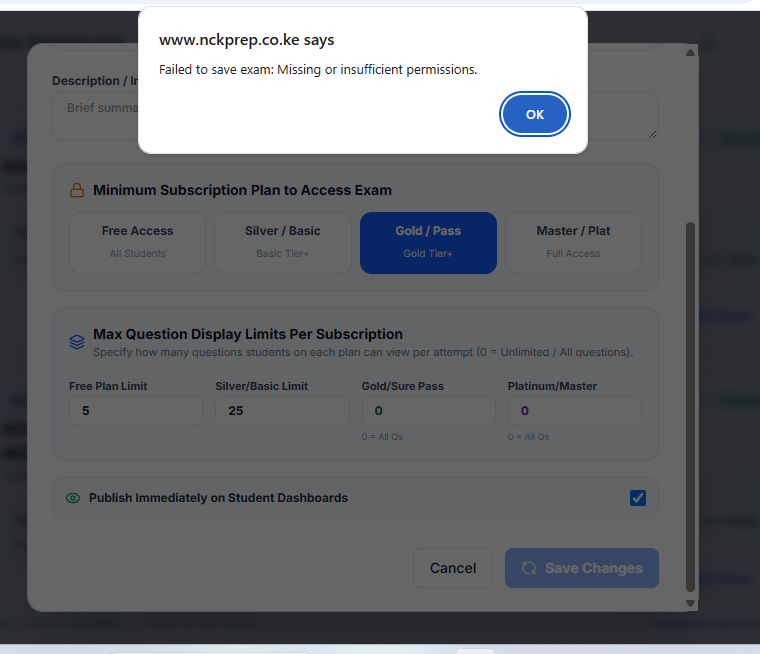 www.nckprep.co.ke says
Failed to save exam: Missing or insufficient permissions.
OK
Description / I
Brief summa
Minimum Subscription Plan to Access Exam
Free Access
All Students
Silver / Basic
Basic Tier+
Gold / Pass
Gold Tier+
Master / Plat
Full Access
Max Question Display Limits Per Subscription
Specify how many questions students on each plan can view per attempt (0 = Unlimited / All questions).
Free Plan Limit
5
Silver/Basic Limit
25
Gold/Sure Pass
0
0 = All Qs
Platinum/Master
0
0 = All Qs
Publish Immediately on Student Dashboards
Cancel
Save Changes